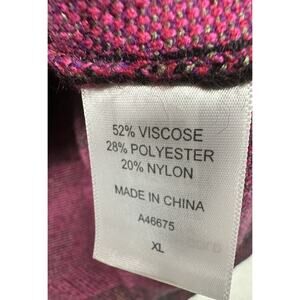 52% VISCOSE
28% POLYESTER
20% NYLON
MADE IN CHINA
A46675
XL